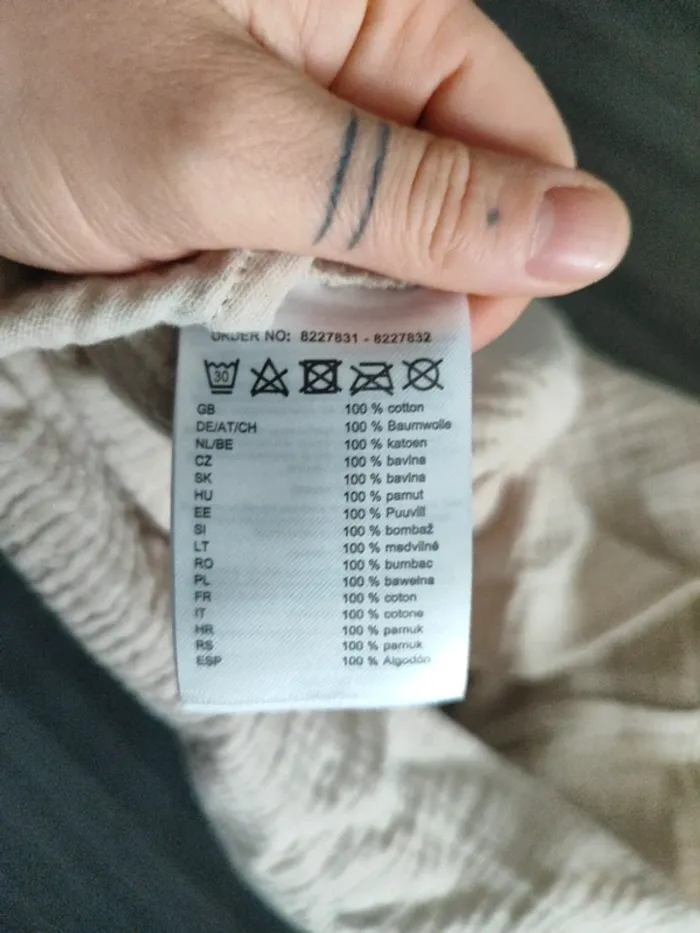 ORDER NO: 8227831 - 8227832
30
GB 100 % cotton
DE/AT/CH 100 % Baumwolle
NL/BE 100 % katoen
CZ 100 % bavlna
SK 100 % bavlna
HU 100 % pamut
EE 100 % Puuvill
SI 100 % bombaž
LT 100 % medvilnė
RO 100 % bumbac
PL 100 % bawełna
FR 100 % coton
IT 100 % cotone
HR 100 % pamuk
RS 100 % pamuk
ESP 100 % Algodón